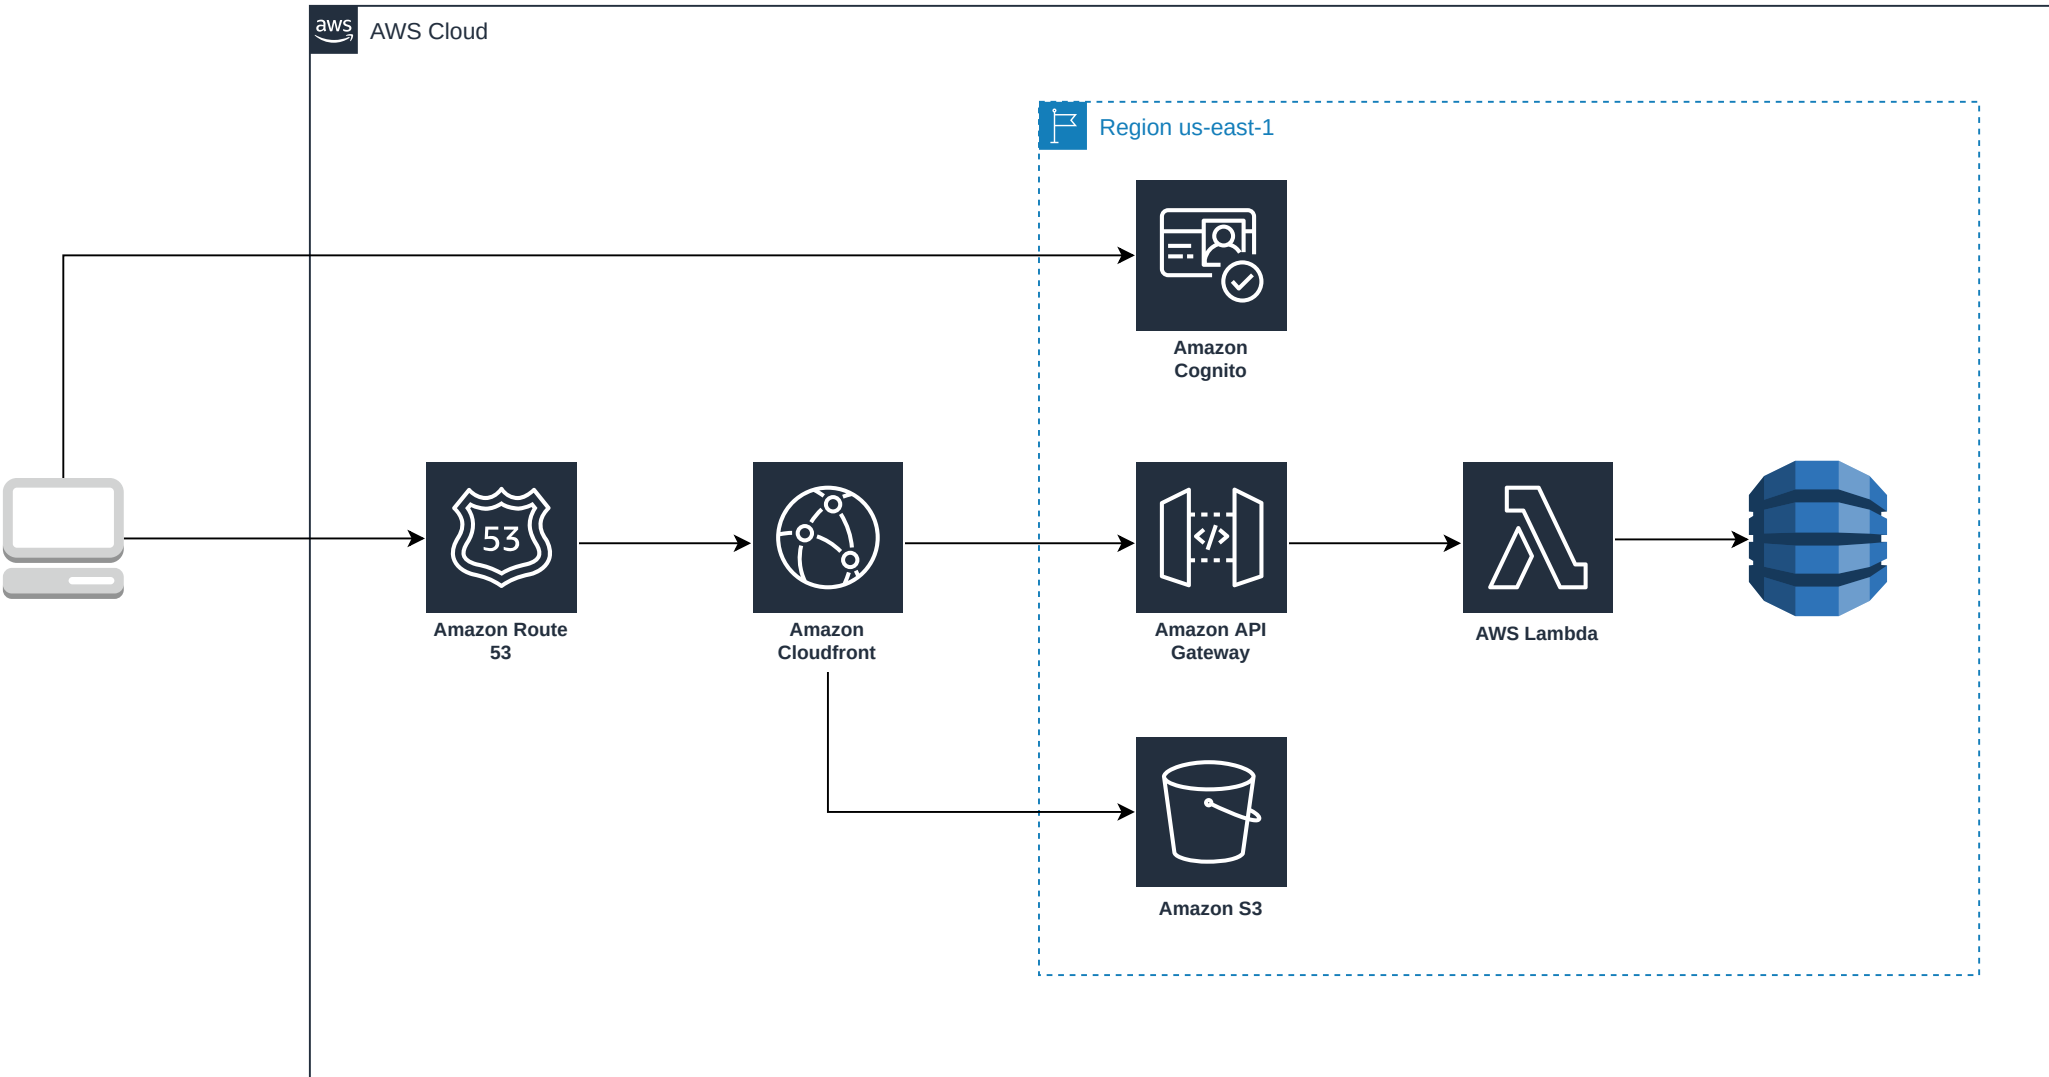 aws
AWS Cloud
Region us-east-1
Amazon
Cognito
53
</>
Amazon Route
53
Amazon
Cloudfront
Amazon API
Gateway
AWS Lambda
Amazon S3